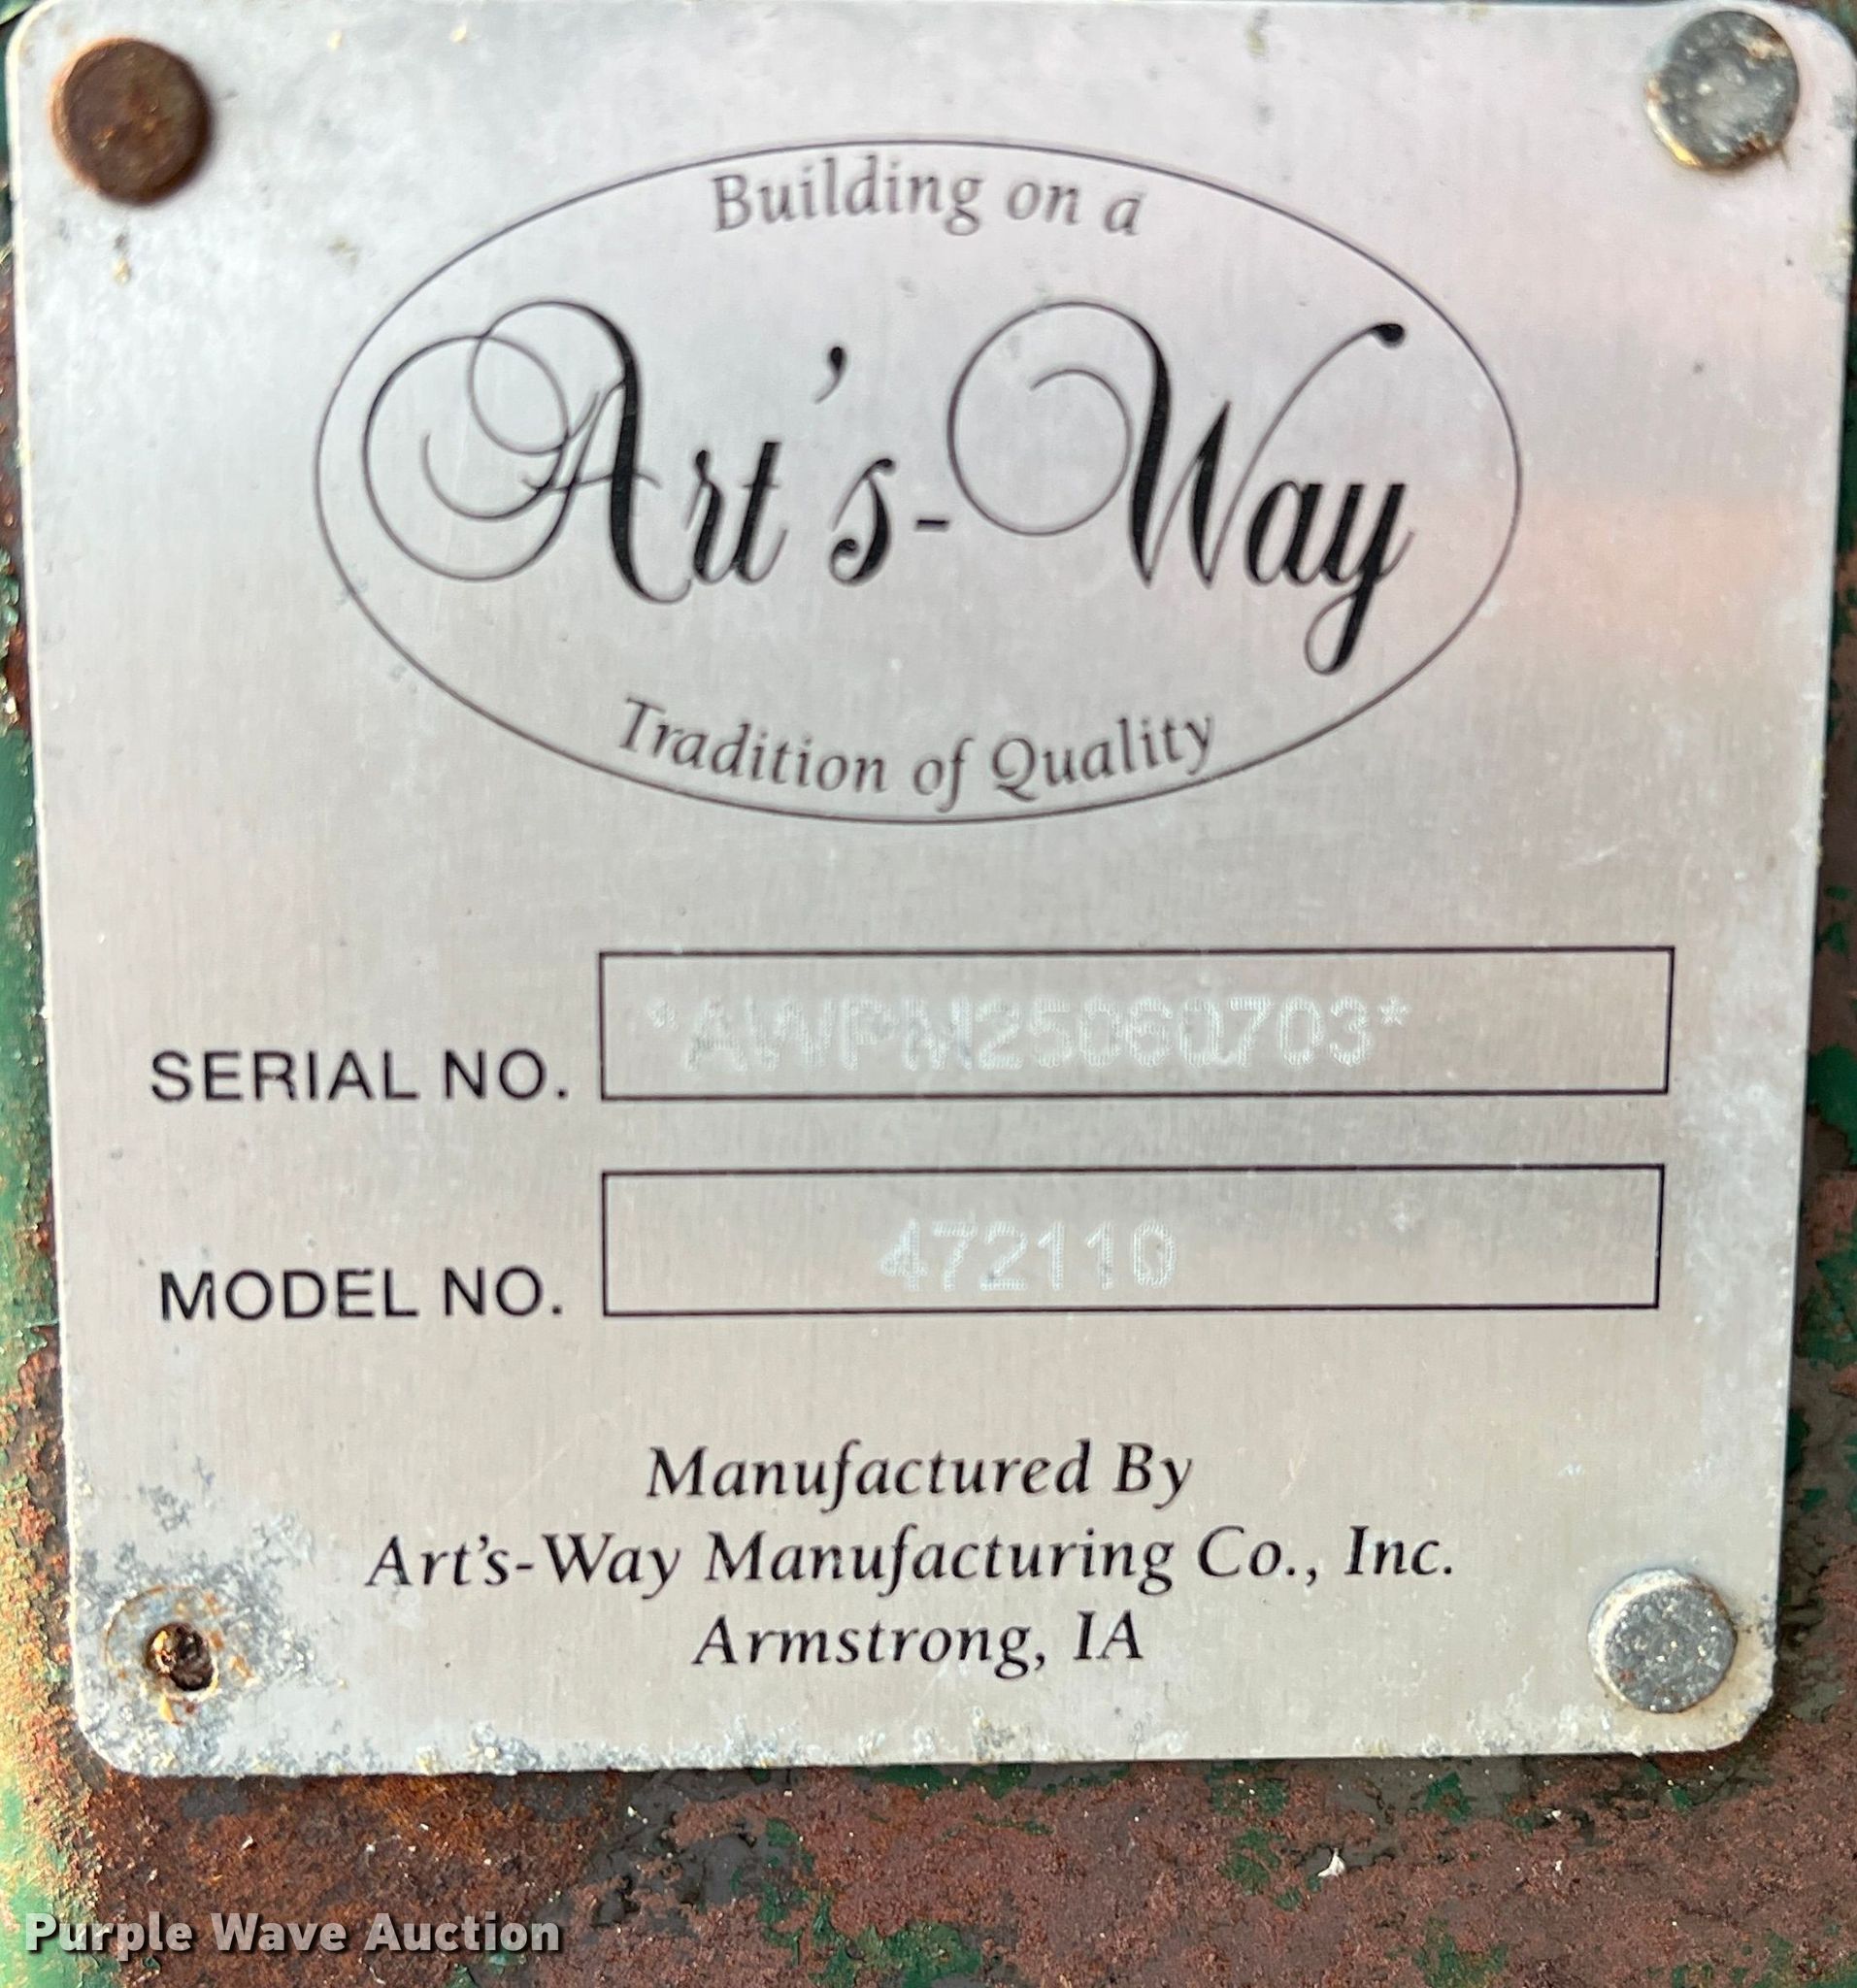 Building on a
Art's-Way
Tradition of Quality
SERIAL NO. *AWPM25060703*
MODEL NO. 472110
Manufactured By
Art's-Way Manufacturing Co., Inc.
Armstrong, IA
Purple Wave Auction